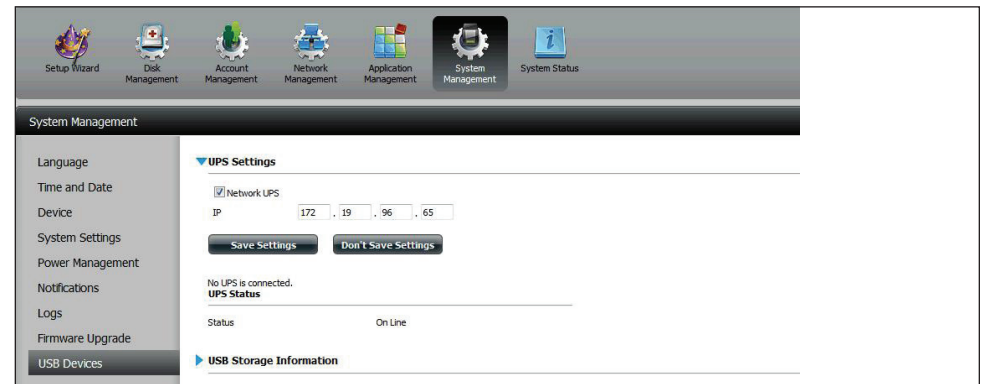 Setup Wizard
Disk Management
Account Management
Network Management
Application Management
System Management
System Status
System Management
Language
Time and Date
Device
System Settings
Power Management
Notifications
Logs
Firmware Upgrade
USB Devices
UPS Settings
Network UPS
IP 172 . 19 . 96 . 65
Save Settings Don't Save Settings
No UPS is connected.
UPS Status
Status On Line
USB Storage Information